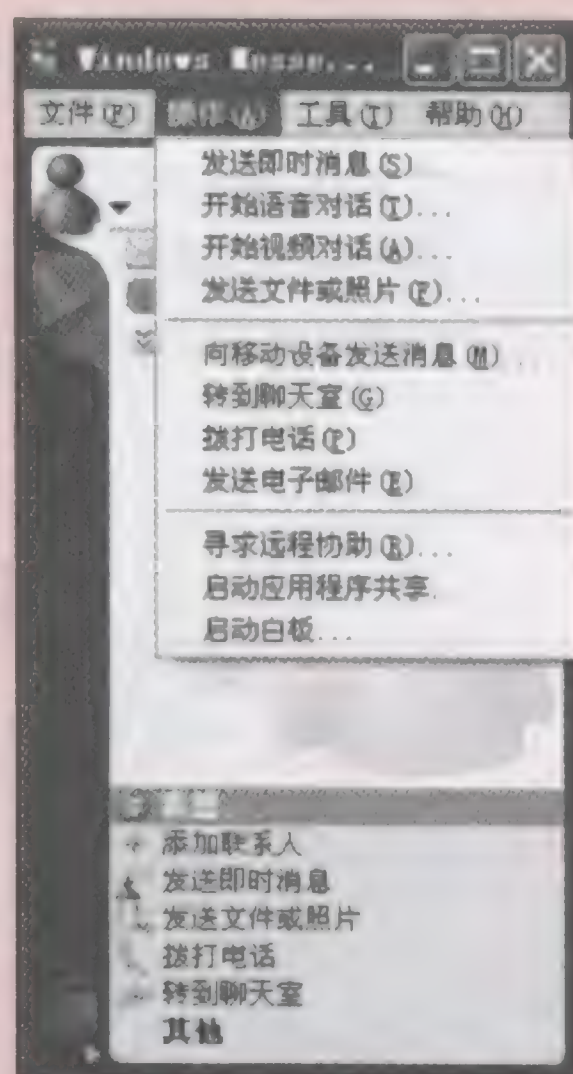 Windows Messe...
文件(F) 操作(A) 工具(T) 帮助(H)
发送即时消息(S)
开始语音对话(T)...
开始视频对话(A)...
发送文件或照片(F)...
向移动设备发送消息(M)...
转到聊天室(G)
拨打电话(P)
发送电子邮件(E)
寻求远程协助(R)...
启动应用程序共享.
启动白板...
添加联系人
发送即时消息
发送文件或照片
拨打电话
转到聊天室
其他